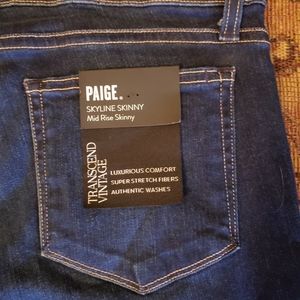 PAIGE.
SKYLINE SKINNY
Mid Rise Skinny
TRANSCEND
VINTAGE
LUXURIOUS COMFORT
SUPER STRETCH FIBERS
AUTHENTIC WASHES